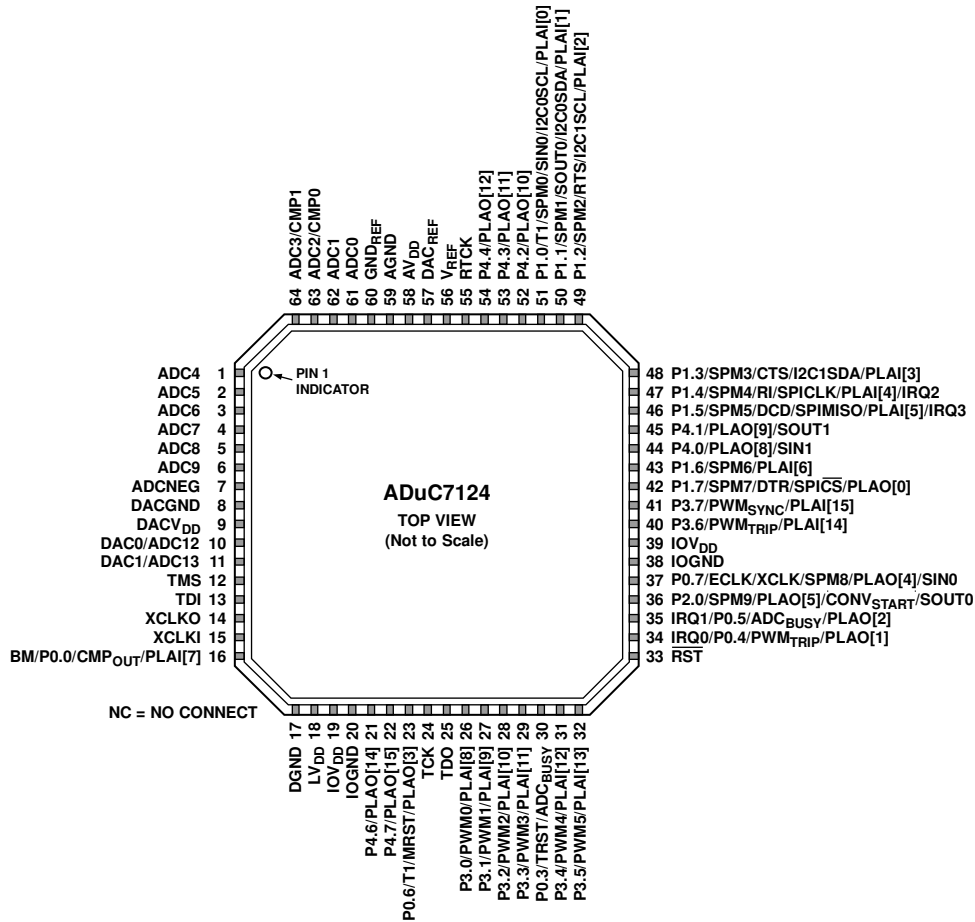 64 ADC3/CMP1
63 ADC2/CMP0
62 ADC1
61 ADC0
60 GNDREF
59 AGND
58 AVDD
57 DACREF
56 VREF
55 RTCK
54 P4.4/PLAO[12]
53 P4.3/PLAO[11]
52 P4.2/PLAO[10]
51 P1.0/T1/SPM0/SIN0/I2C0SCL/PLAI[0]
50 P1.1/SPM1/SOUT0/I2C0SDA/PLAI[1]
49 P1.2/SPM2/RTS/I2C1SCL/PLAI[2]
ADC4 1
ADC5 2
ADC6 3
ADC7 4
ADC8 5
ADC9 6
ADCNEG 7
DACGND 8
DACVDD 9
DAC0/ADC12 10
DAC1/ADC13 11
TMS 12
TDI 13
XCLKO 14
XCLKI 15
BM/P0.0/CMPOUT/PLAI[7] 16
PIN 1
INDICATOR
ADuC7124
TOP VIEW
(Not to Scale)
48 P1.3/SPM3/CTS/I2C1SDA/PLAI[3]
47 P1.4/SPM4/RI/SPICLK/PLAI[4]/IRQ2
46 P1.5/SPM5/DCD/SPIMISO/PLAI[5]/IRQ3
45 P4.1/PLAO[9]/SOUT1
44 P4.0/PLAO[8]/SIN1
43 P1.6/SPM6/PLAI[6]
42 P1.7/SPM7/DTR/SPICS/PLAO[0]
41 P3.7/PWMSYNC/PLAI[15]
40 P3.6/PWMTRIP/PLAI[14]
39 IOVDD
38 IOGND
37 P0.7/ECLK/XCLK/SPM8/PLAO[4]/SIN0
36 P2.0/SPM9/PLAO[5]/CONVSTART/SOUT0
35 IRQ1/P0.5/ADCBUSY/PLAO[2]
34 IRQ0/P0.4/PWMTRIP/PLAO[1]
33 RST
NC = NO CONNECT
DGND 17
LVDD 18
IOVDD 19
IOGND 20
P4.6/PLAO[14] 21
P4.7/PLAO[15] 22
P0.6/T1/MRST/PLAO[3] 23
TCK 24
TDO 25
P3.0/PWM0/PLAI[8] 26
P3.1/PWM1/PLAI[9] 27
P3.2/PWM2/PLAI[10] 28
P3.3/PWM3/PLAI[11] 29
P0.3/TRST/ADCBUSY 30
P3.4/PWM4/PLAI[12] 31
P3.5/PWM5/PLAI[13] 32